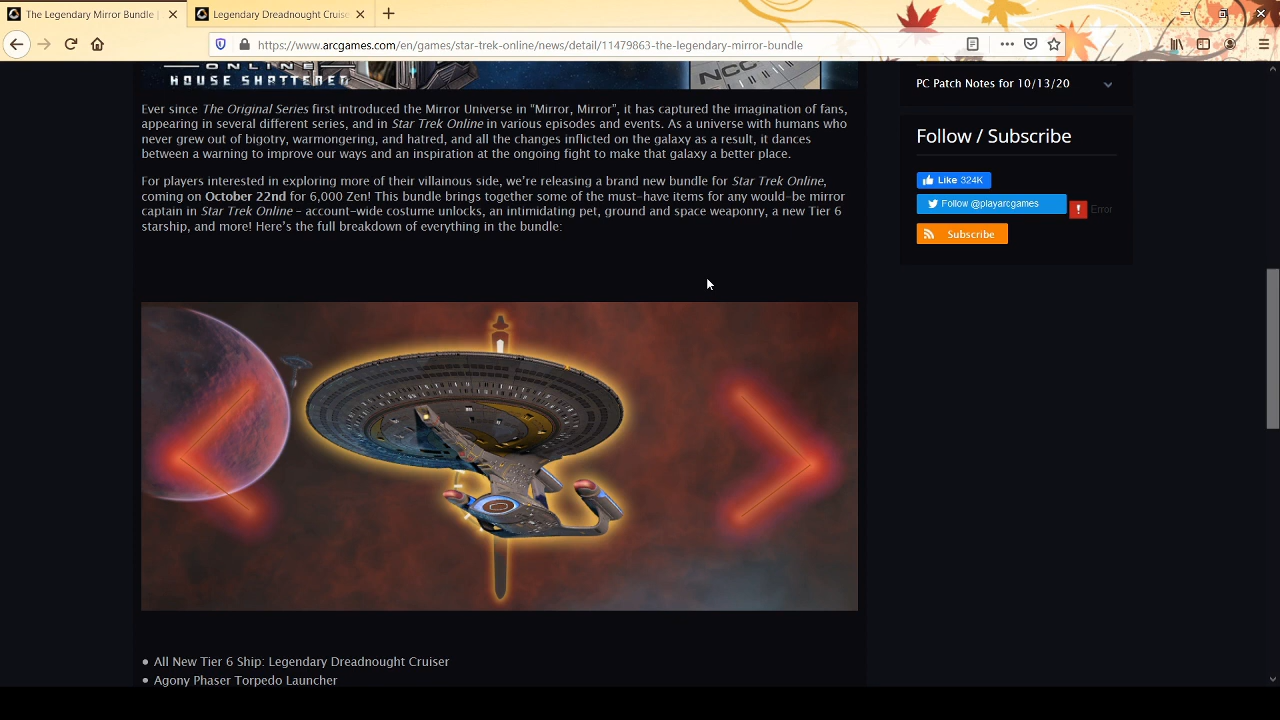 The Legendary Mirror Bundle |
Legendary Dreadnought Cruise
https://www.arcgames.com/en/games/star-trek-online/news/detail/11479863-the-legendary-mirror-bundle
ONLINE
HOUSE SHATTERED
NCC
Ever since The Original Series first introduced the Mirror Universe in "Mirror, Mirror", it has captured the imagination of fans,
appearing in several different series, and in Star Trek Online in various episodes and events. As a universe with humans who
never grew out of bigotry, warmongering, and hatred, and all the changes inflicted on the galaxy as a result, it dances
between a warning to improve our ways and an inspiration at the ongoing fight to make that galaxy a better place.
For players interested in exploring more of their villainous side, we're releasing a brand new bundle for Star Trek Online,
coming on October 22nd for 6,000 Zen! This bundle brings together some of the must-have items for any would-be mirror
captain in Star Trek Online – account-wide costume unlocks, an intimidating pet, ground and space weaponry, a new Tier 6
starship, and more! Here's the full breakdown of everything in the bundle:
● All New Tier 6 Ship: Legendary Dreadnought Cruiser
● Agony Phaser Torpedo Launcher
PC Patch Notes for 10/13/20
Follow / Subscribe
Like 324K
Follow @playarcgames
! Error
Subscribe